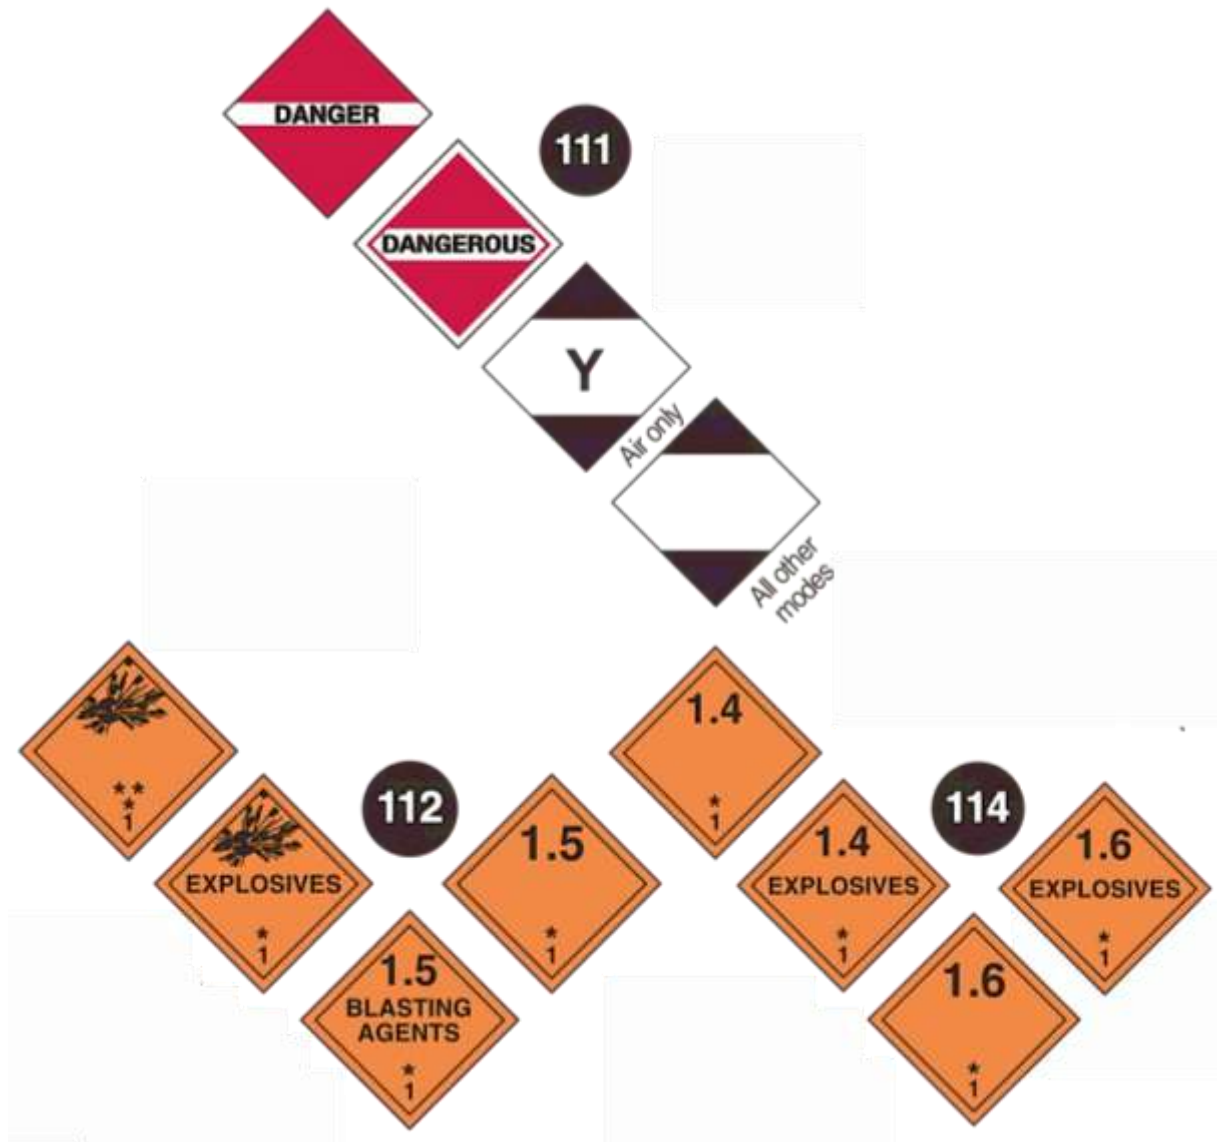 DANGER
111
DANGEROUS
Y
Air only
All other
modes
**
*
1
112
EXPLOSIVES
*
1
1.5
BLASTING
AGENTS
*
1
1.5
*
1
1.4
*
1
114
1.4
EXPLOSIVES
*
1
1.6
*
1
1.6
EXPLOSIVES
*
1